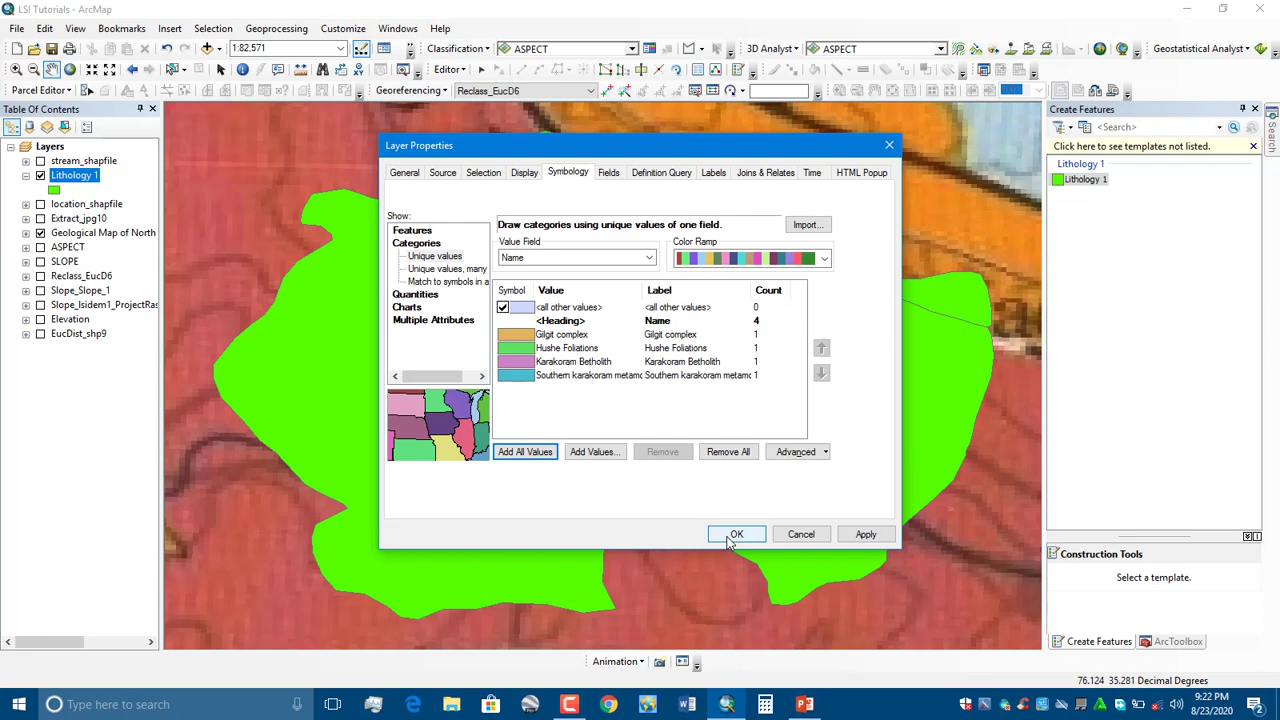 LSI Tutorials - ArcMap
File Edit View Bookmarks Insert Selection Geoprocessing Customize Windows Help
1:82,571 Classification ASPECT 3D Analyst ASPECT Geostatistical Analyst
Editor
Parcel Editor Georeferencing Reclass_EucD6
Table Of Contents
Layers
stream_shapfile
Lithology 1
location_shapfile
Extract_jpg10
Geological Map of North
ASPECT
SLOPE
Reclass_EucD6
Slope_Slope_1
Slope_Isidem1_ProjectRas
Elevation
EucDist_shp9
Layer Properties
General Source Selection Display Symbology Fields Definition Query Labels Joins & Relates Time HTML Popup
Show:
Features
Categories
Unique values
Unique values, many
Match to symbols in a
Quantities
Charts
Multiple Attributes
Draw categories using unique values of one field.
Import...
Value Field
Name
Color Ramp
Symbol Value Label Count
<all other values> <all other values> 0
<Heading> Name 4
Gilgit complex Gilgit complex 1
Hushe Foliations Hushe Foliations 1
Karakoram Betholith Karakoram Betholith 1
Southern karakoram metamo Southern karakoram metamo 1
Add All Values Add Values... Remove Remove All Advanced
OK Cancel Apply
Create Features
<Search>
Click here to see templates not listed.
Lithology 1
Lithology 1
Search
Construction Tools
Select a template.
Create Features ArcToolbox
Animation
76.124 35.281 Decimal Degrees
Type here to search
9:22 PM
8/23/2020